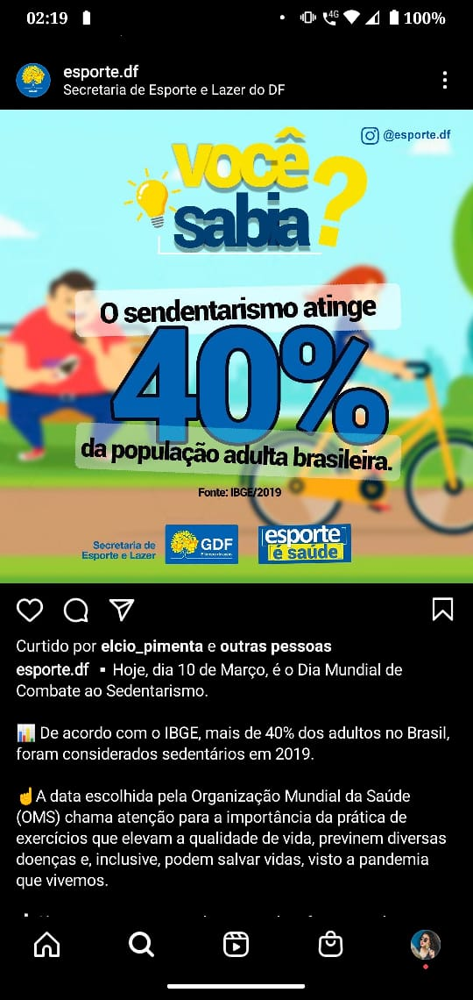 02:19
4G
100%
esporte.df
Secretaria de Esporte e Lazer do DF
@esporte.df
você
sabia?
O sendentarismo atinge
40%
da população adulta brasileira.
Fonte: IBGE/2019
Secretaria de
Esporte e Lazer
GDF
esporte
é saúde
Curtido por elcio_pimenta e outras pessoas
esporte.df ▪ Hoje, dia 10 de Março, é o Dia Mundial de
Combate ao Sedentarismo.
📊 De acordo com o IBGE, mais de 40% dos adultos no Brasil,
foram considerados sedentários em 2019.
☝A data escolhida pela Organização Mundial da Saúde
(OMS) chama atenção para a importância da prática de
exercícios que elevam a qualidade de vida, previnem diversas
doenças e, inclusive, podem salvar vidas, visto a pandemia
que vivemos.